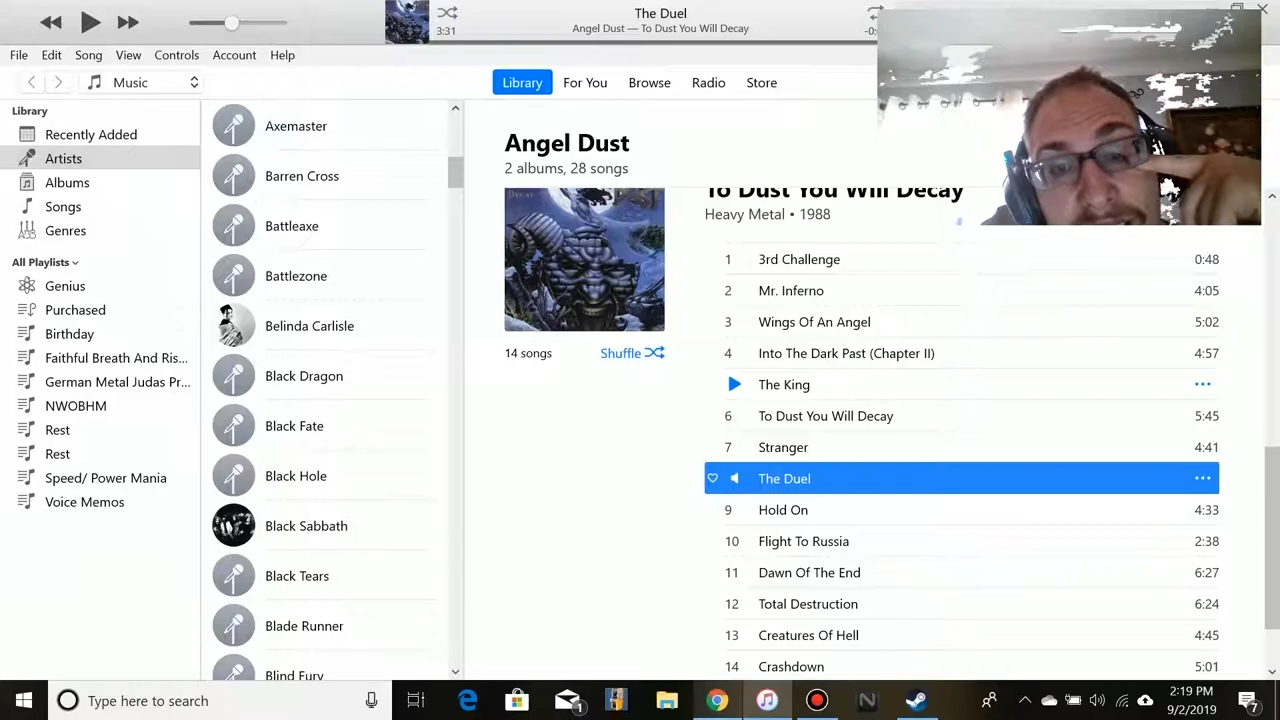 The Duel
3:31
Angel Dust — To Dust You Will Decay
File Edit Song View Controls Account Help
Music
Library For You Browse Radio Store
Library
Recently Added
Artists
Albums
Songs
Genres
All Playlists
Genius
Purchased
Birthday
Faithful Breath And Ris...
German Metal Judas Pr...
NWOBHM
Rest
Rest
Speed/ Power Mania
Voice Memos
Axemaster
Barren Cross
Battleaxe
Battlezone
Belinda Carlisle
Black Dragon
Black Fate
Black Hole
Black Sabbath
Black Tears
Blade Runner
Blind Fury
Angel Dust
2 albums, 28 songs
To Dust You Will Decay
Heavy Metal • 1988
14 songs Shuffle
1 3rd Challenge 0:48
2 Mr. Inferno 4:05
3 Wings Of An Angel 5:02
4 Into The Dark Past (Chapter II) 4:57
The King ...
6 To Dust You Will Decay 5:45
7 Stranger 4:41
The Duel ...
9 Hold On 4:33
10 Flight To Russia 2:38
11 Dawn Of The End 6:27
12 Total Destruction 6:24
13 Creatures Of Hell 4:45
14 Crashdown 5:01
Type here to search
1
N
2:19 PM
9/2/2019
7